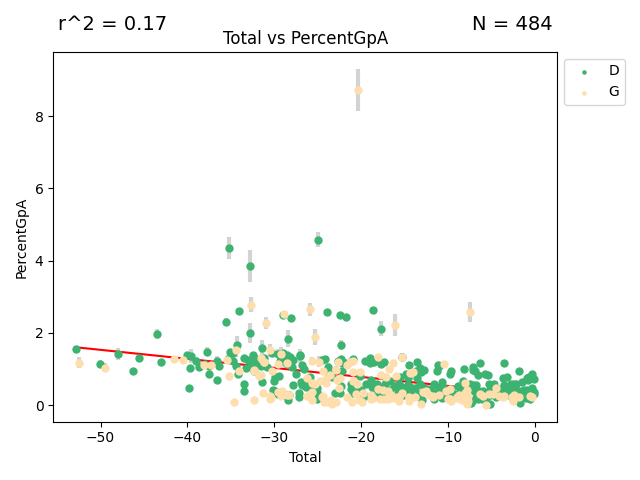 r^2 = 0.17
N = 484
Total vs PercentGpA
D
G
8
6
4
2
0
PercentGpA
−50
−40
−30
−20
−10
0
Total